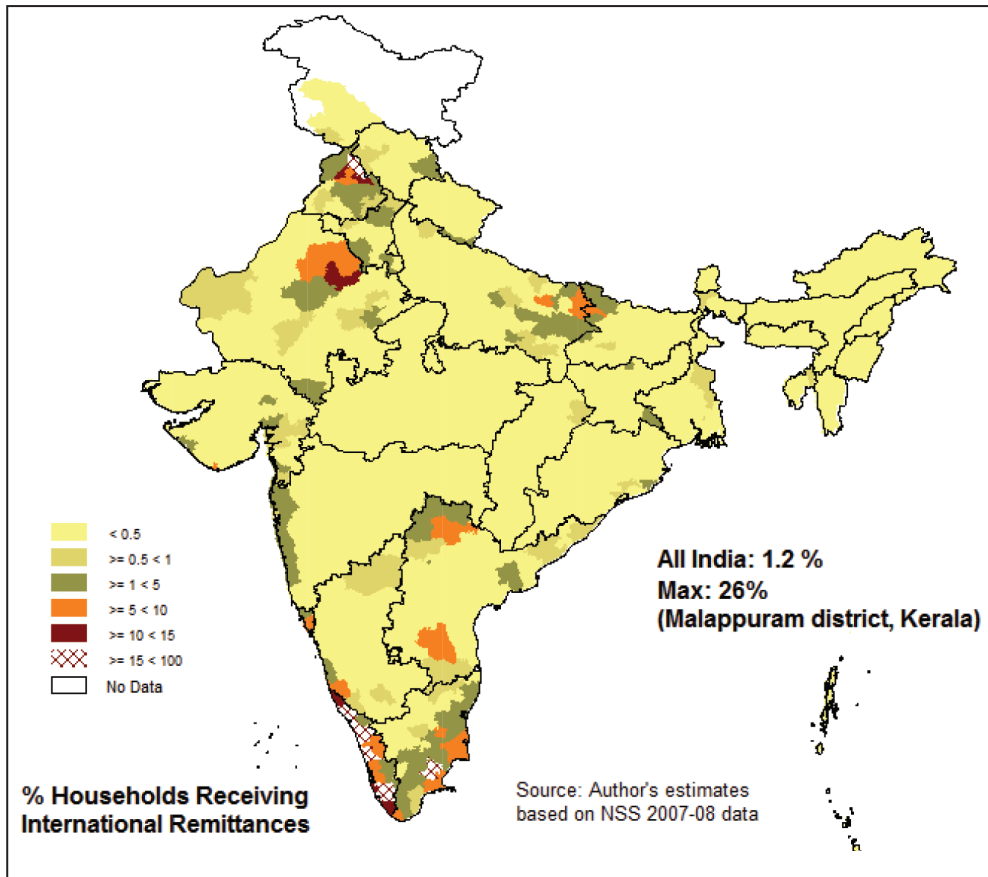 < 0.5
>= 0.5 < 1
>= 1 < 5
>= 5 < 10
>= 10 < 15
>= 15 < 100
No Data
All India: 1.2 %
Max: 26%
(Malappuram district, Kerala)
% Households Receiving
International Remittances
Source: Author's estimates
based on NSS 2007-08 data